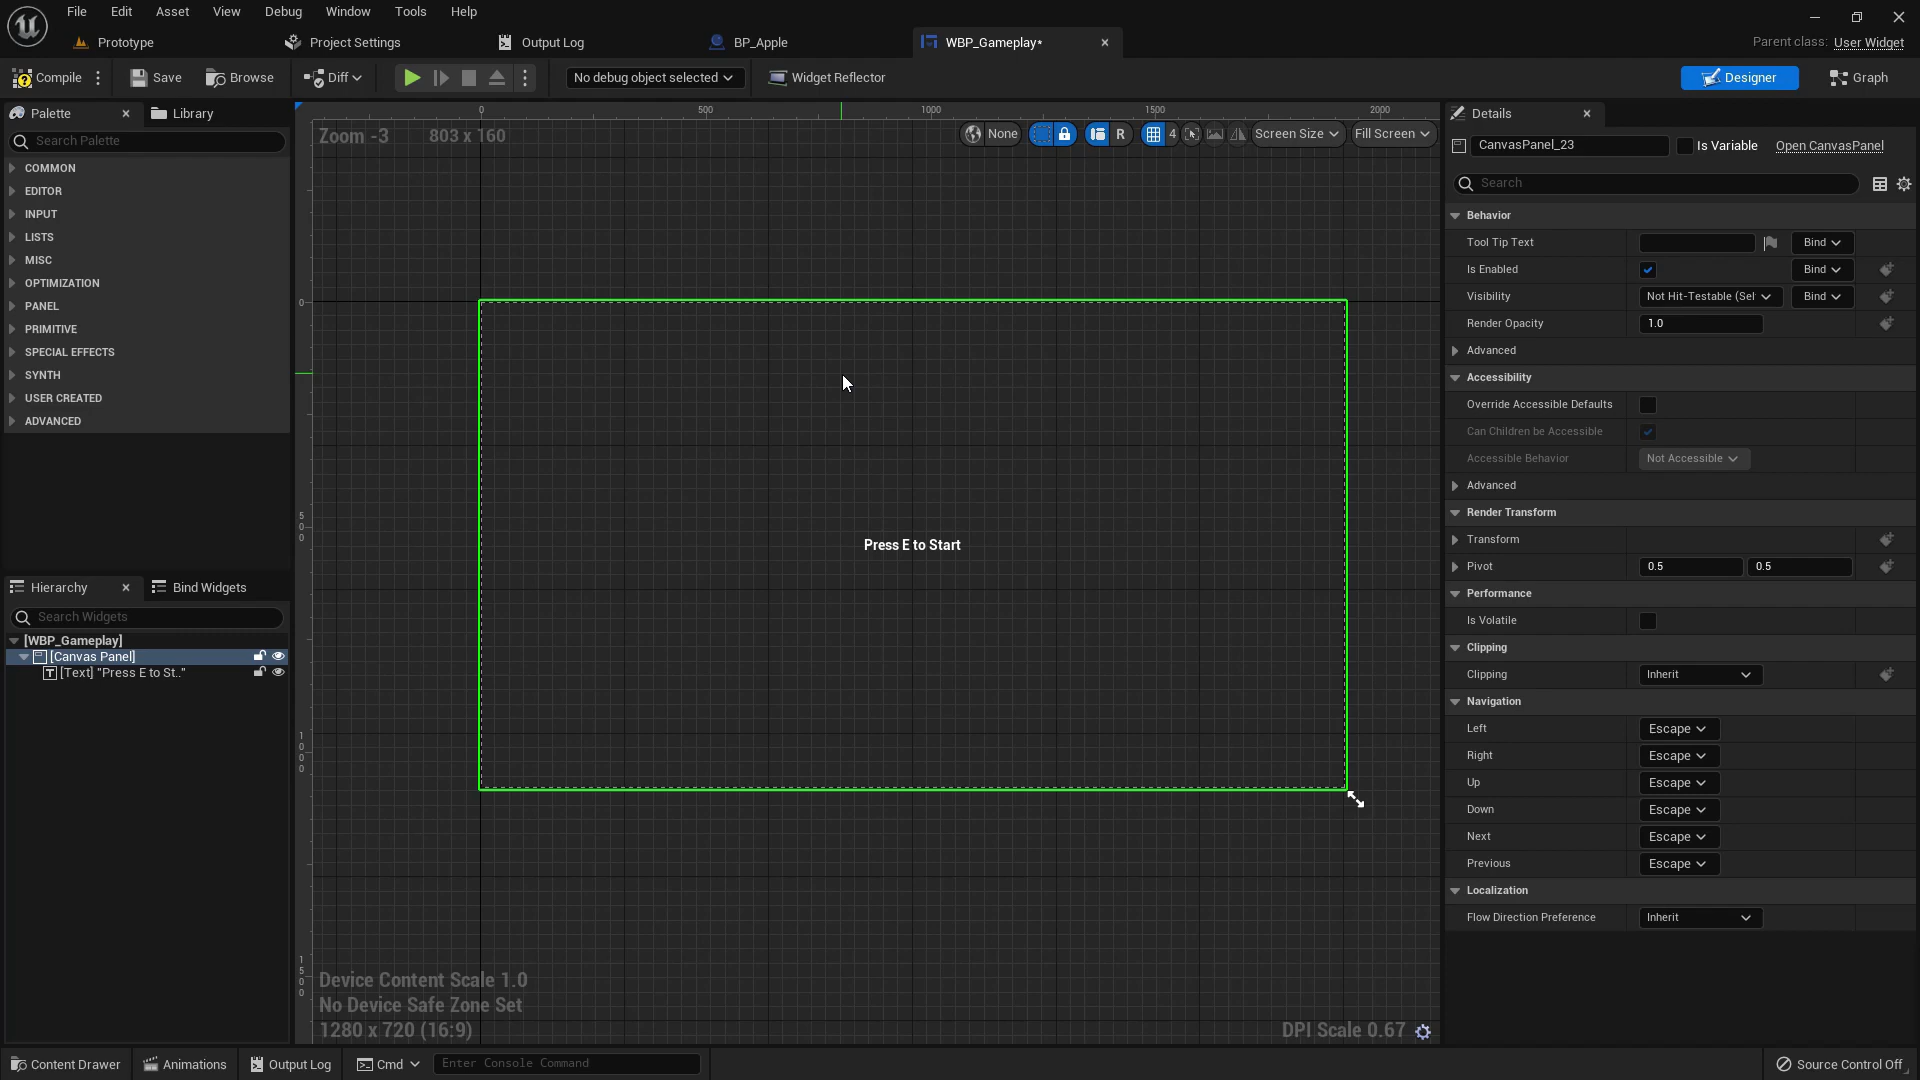 File Edit Asset View Debug Window Tools Help
Prototype Project Settings Output Log BP_Apple WBP_Gameplay* Parent class: User Widget
Compile Save Browse Diff No debug object selected Widget Reflector Designer Graph
Palette Library
Search Palette
COMMON
EDITOR
INPUT
LISTS
MISC
OPTIMIZATION
PANEL
PRIMITIVE
SPECIAL EFFECTS
SYNTH
USER CREATED
ADVANCED
Hierarchy Bind Widgets
Search Widgets
[WBP_Gameplay]
[Canvas Panel]
[Text] "Press E to St.."
0 500 1000 1500 2000
Zoom -3 803 x 160 None R 4 Screen Size Fill Screen
0
500
1000
1500
Press E to Start
Device Content Scale 1.0
No Device Safe Zone Set
1280 x 720 (16:9) DPI Scale 0.67
Details
CanvasPanel_23 Is Variable Open CanvasPanel
Search
Behavior
Tool Tip Text Bind
Is Enabled Bind
Visibility Not Hit-Testable (Sel Bind
Render Opacity 1.0
Advanced
Accessibility
Override Accessible Defaults
Can Children be Accessible
Accessible Behavior Not Accessible
Advanced
Render Transform
Transform
Pivot 0.5 0.5
Performance
Is Volatile
Clipping
Clipping Inherit
Navigation
Left Escape
Right Escape
Up Escape
Down Escape
Next Escape
Previous Escape
Localization
Flow Direction Preference Inherit
Content Drawer Animations Output Log Cmd Enter Console Command Source Control Off